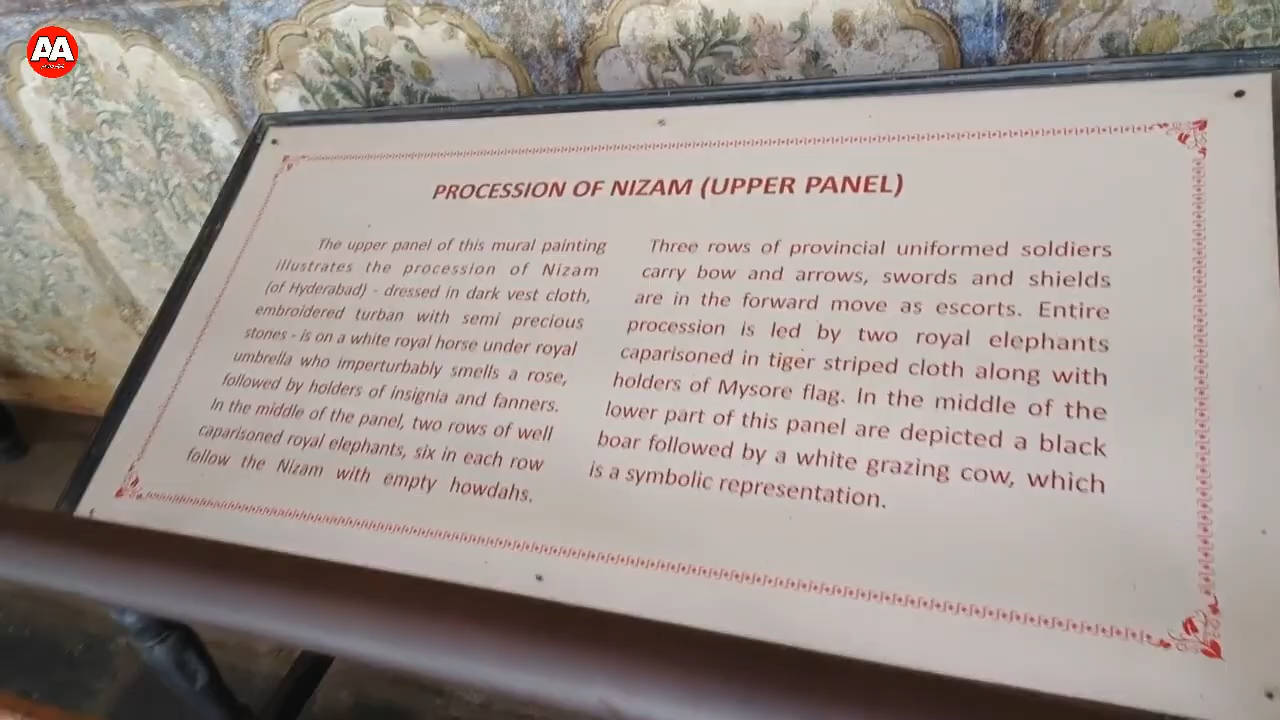 AA
PROCESSION OF NIZAM (UPPER PANEL)
The upper panel of this mural painting
illustrates the procession of Nizam
(of Hyderabad) - dressed in dark vest cloth,
embroidered turban with semi precious
stones - is on a white royal horse under royal
umbrella who imperturbably smells a rose,
followed by holders of insignia and fanners.
In the middle of the panel, two rows of well
caparisoned royal elephants, six in each row
follow the Nizam with empty howdahs.
Three rows of provincial uniformed soldiers
carry bow and arrows, swords and shields
are in the forward move as escorts. Entire
procession is led by two royal elephants
caparisoned in tiger striped cloth along with
holders of Mysore flag. In the middle of the
lower part of this panel are depicted a black
boar followed by a white grazing cow, which
is a symbolic representation.